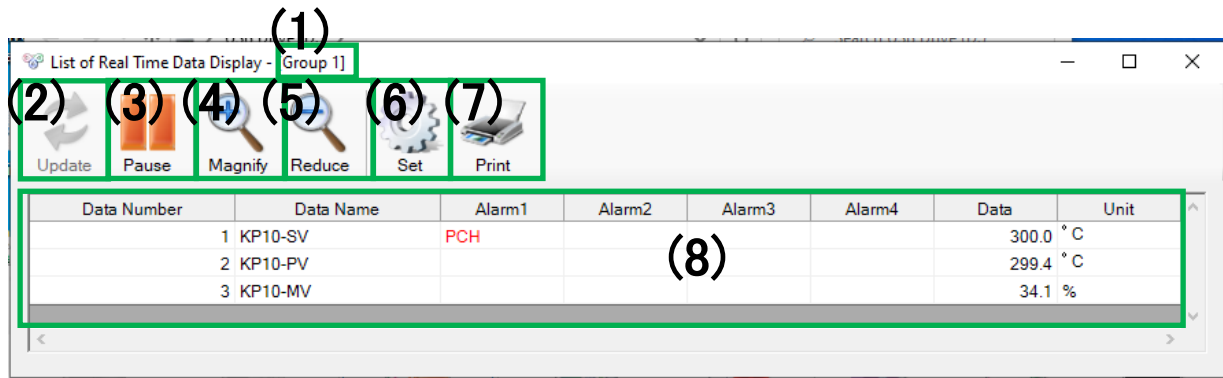 (1)
List of Real Time Data Display - Group 1]
(2) (3) (4) (5) (6) (7)
Update Pause Magnify Reduce Set Print
Data Number Data Name Alarm1 Alarm2 Alarm3 Alarm4 Data Unit
1 KP10-SV PCH 300.0 °C
2 KP10-PV 299.4 °C
3 KP10-MV 34.1 %
(8)